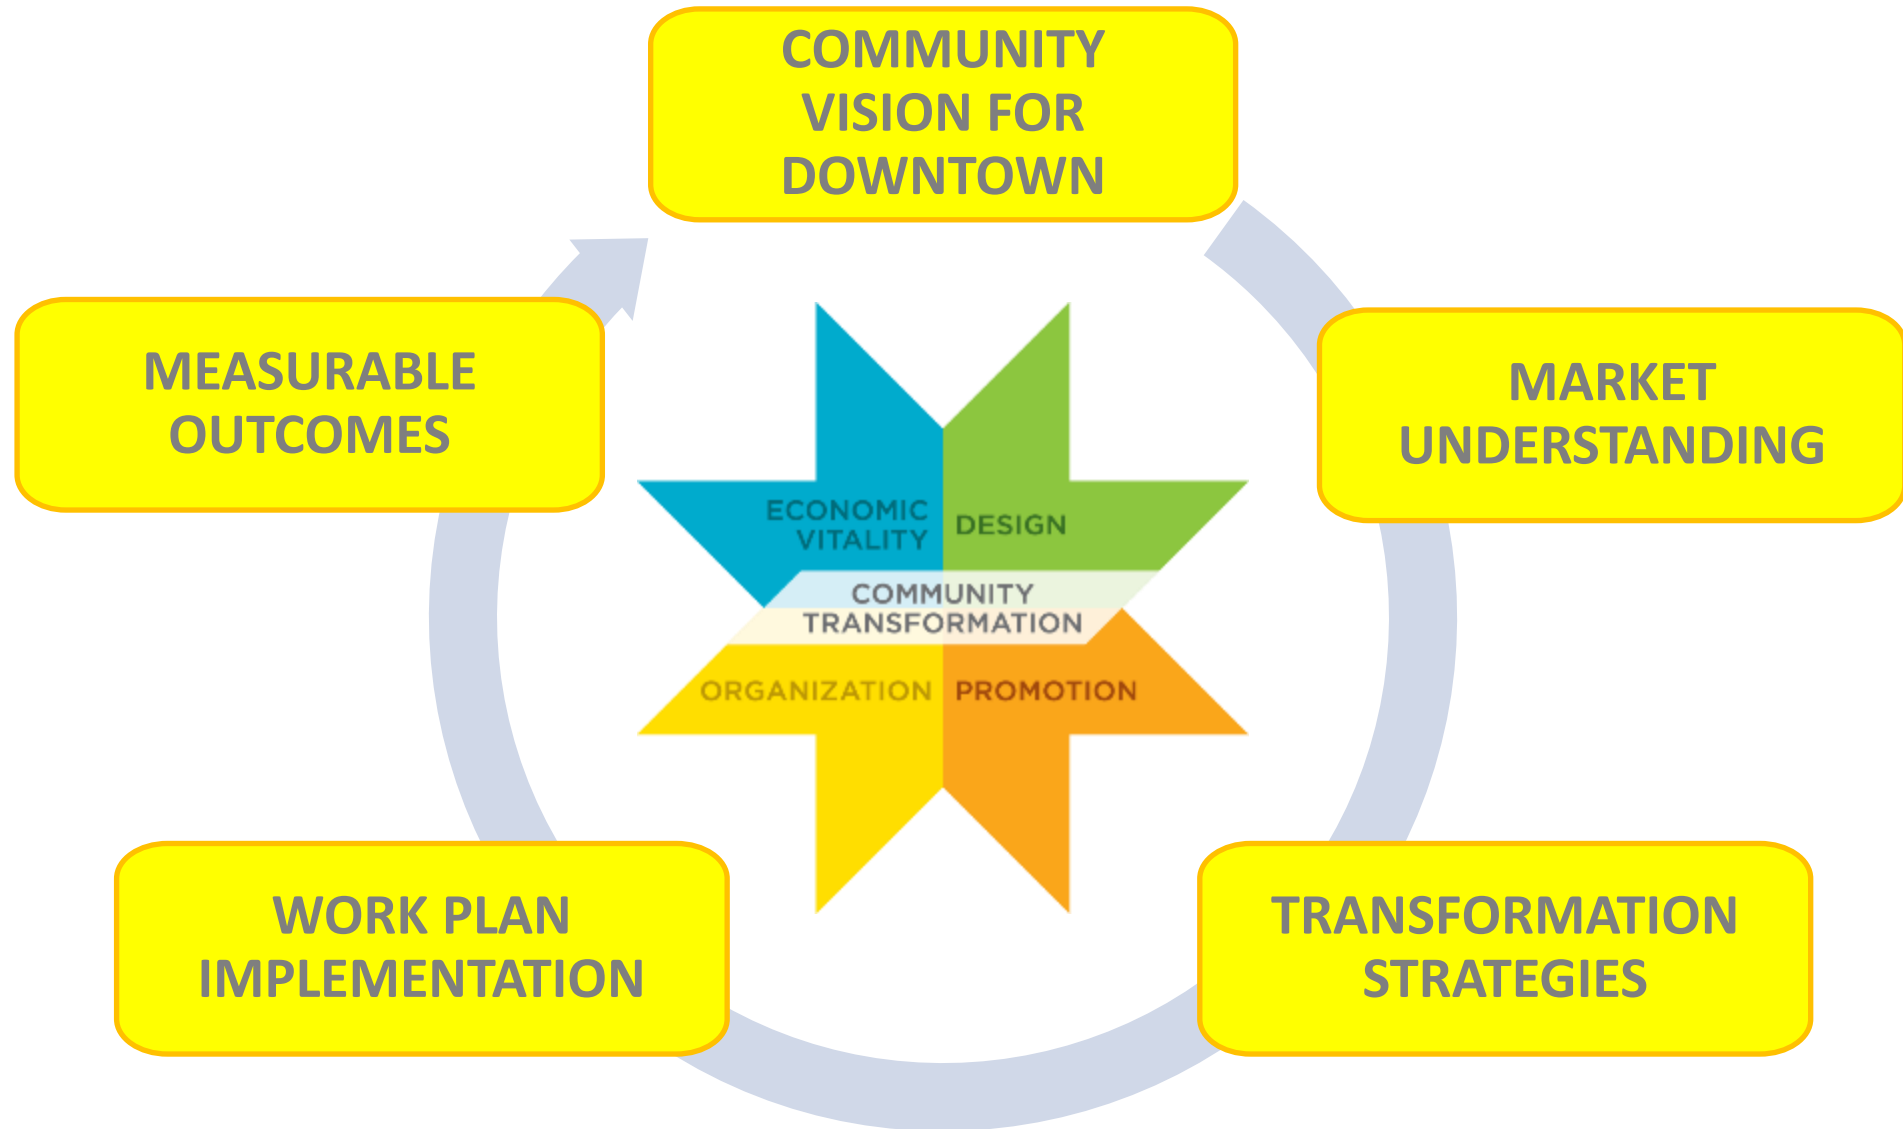 COMMUNITY
VISION FOR
DOWNTOWN
MARKET
UNDERSTANDING
TRANSFORMATION
STRATEGIES
WORK PLAN
IMPLEMENTATION
MEASURABLE
OUTCOMES
ECONOMIC
VITALITY
DESIGN
COMMUNITY
TRANSFORMATION
ORGANIZATION
PROMOTION